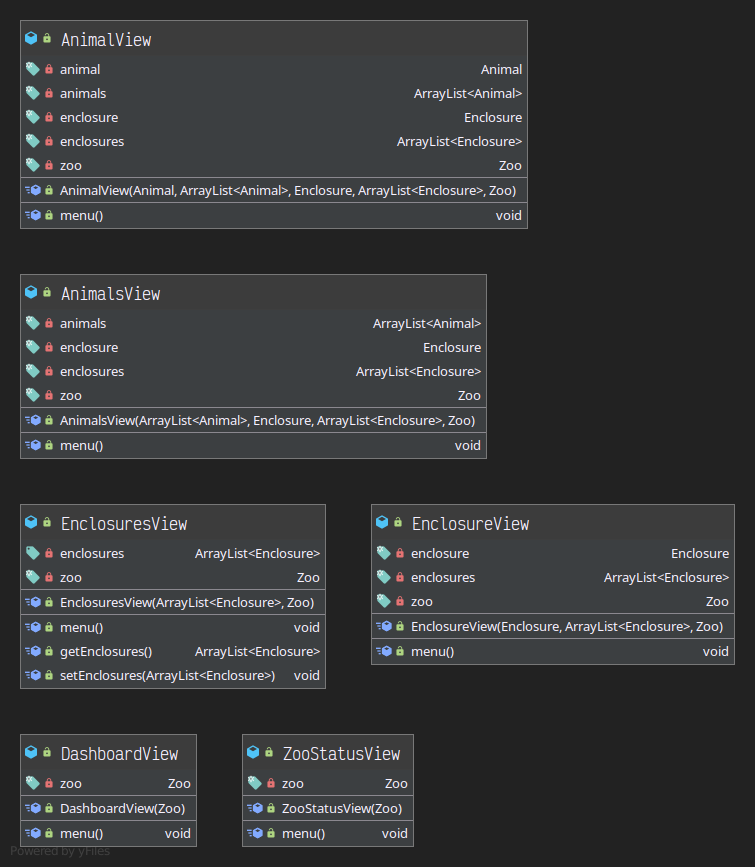 AnimalView
animal Animal
animals ArrayList<Animal>
enclosure Enclosure
enclosures ArrayList<Enclosure>
zoo Zoo
AnimalView(Animal, ArrayList<Animal>, Enclosure, ArrayList<Enclosure>, Zoo)
menu() void
AnimalsView
animals ArrayList<Animal>
enclosure Enclosure
enclosures ArrayList<Enclosure>
zoo Zoo
AnimalsView(ArrayList<Animal>, Enclosure, ArrayList<Enclosure>, Zoo)
menu() void
EnclosuresView
enclosures ArrayList<Enclosure>
zoo Zoo
EnclosuresView(ArrayList<Enclosure>, Zoo)
menu() void
getEnclosures() ArrayList<Enclosure>
setEnclosures(ArrayList<Enclosure>) void
EnclosureView
enclosure Enclosure
enclosures ArrayList<Enclosure>
zoo Zoo
EnclosureView(Enclosure, ArrayList<Enclosure>, Zoo)
menu() void
DashboardView
zoo Zoo
DashboardView(Zoo)
menu() void
ZooStatusView
zoo Zoo
ZooStatusView(Zoo)
menu() void
Powered by yFiles